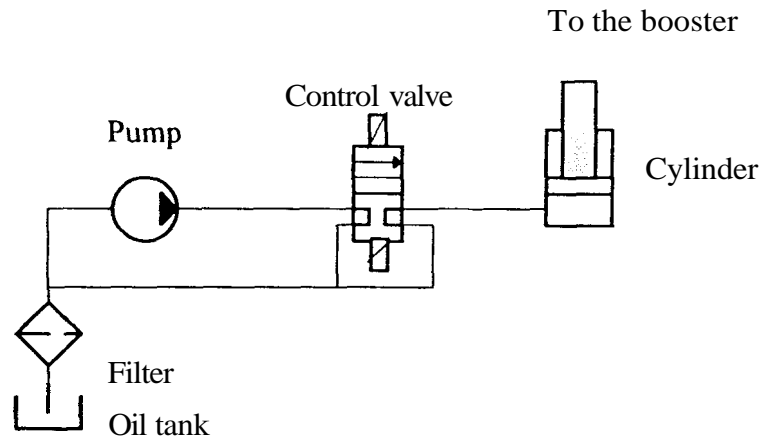 To the booster
Control valve
Pump
Cylinder
Filter
Oil tank